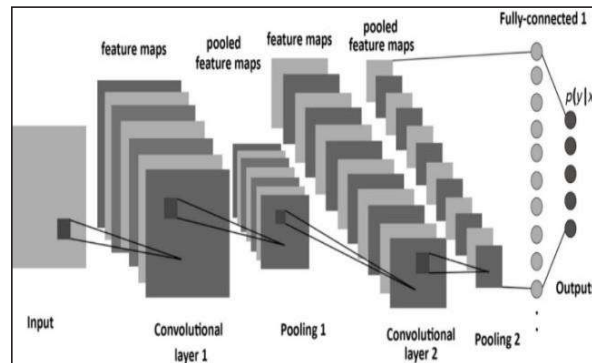 Fully-connected 1
feature maps
pooled
feature maps
feature maps
pooled
feature maps
p(y|x
Input
Convolutional
layer 1
Pooling 1
Convolutional
layer 2
Pooling 2
Outputs